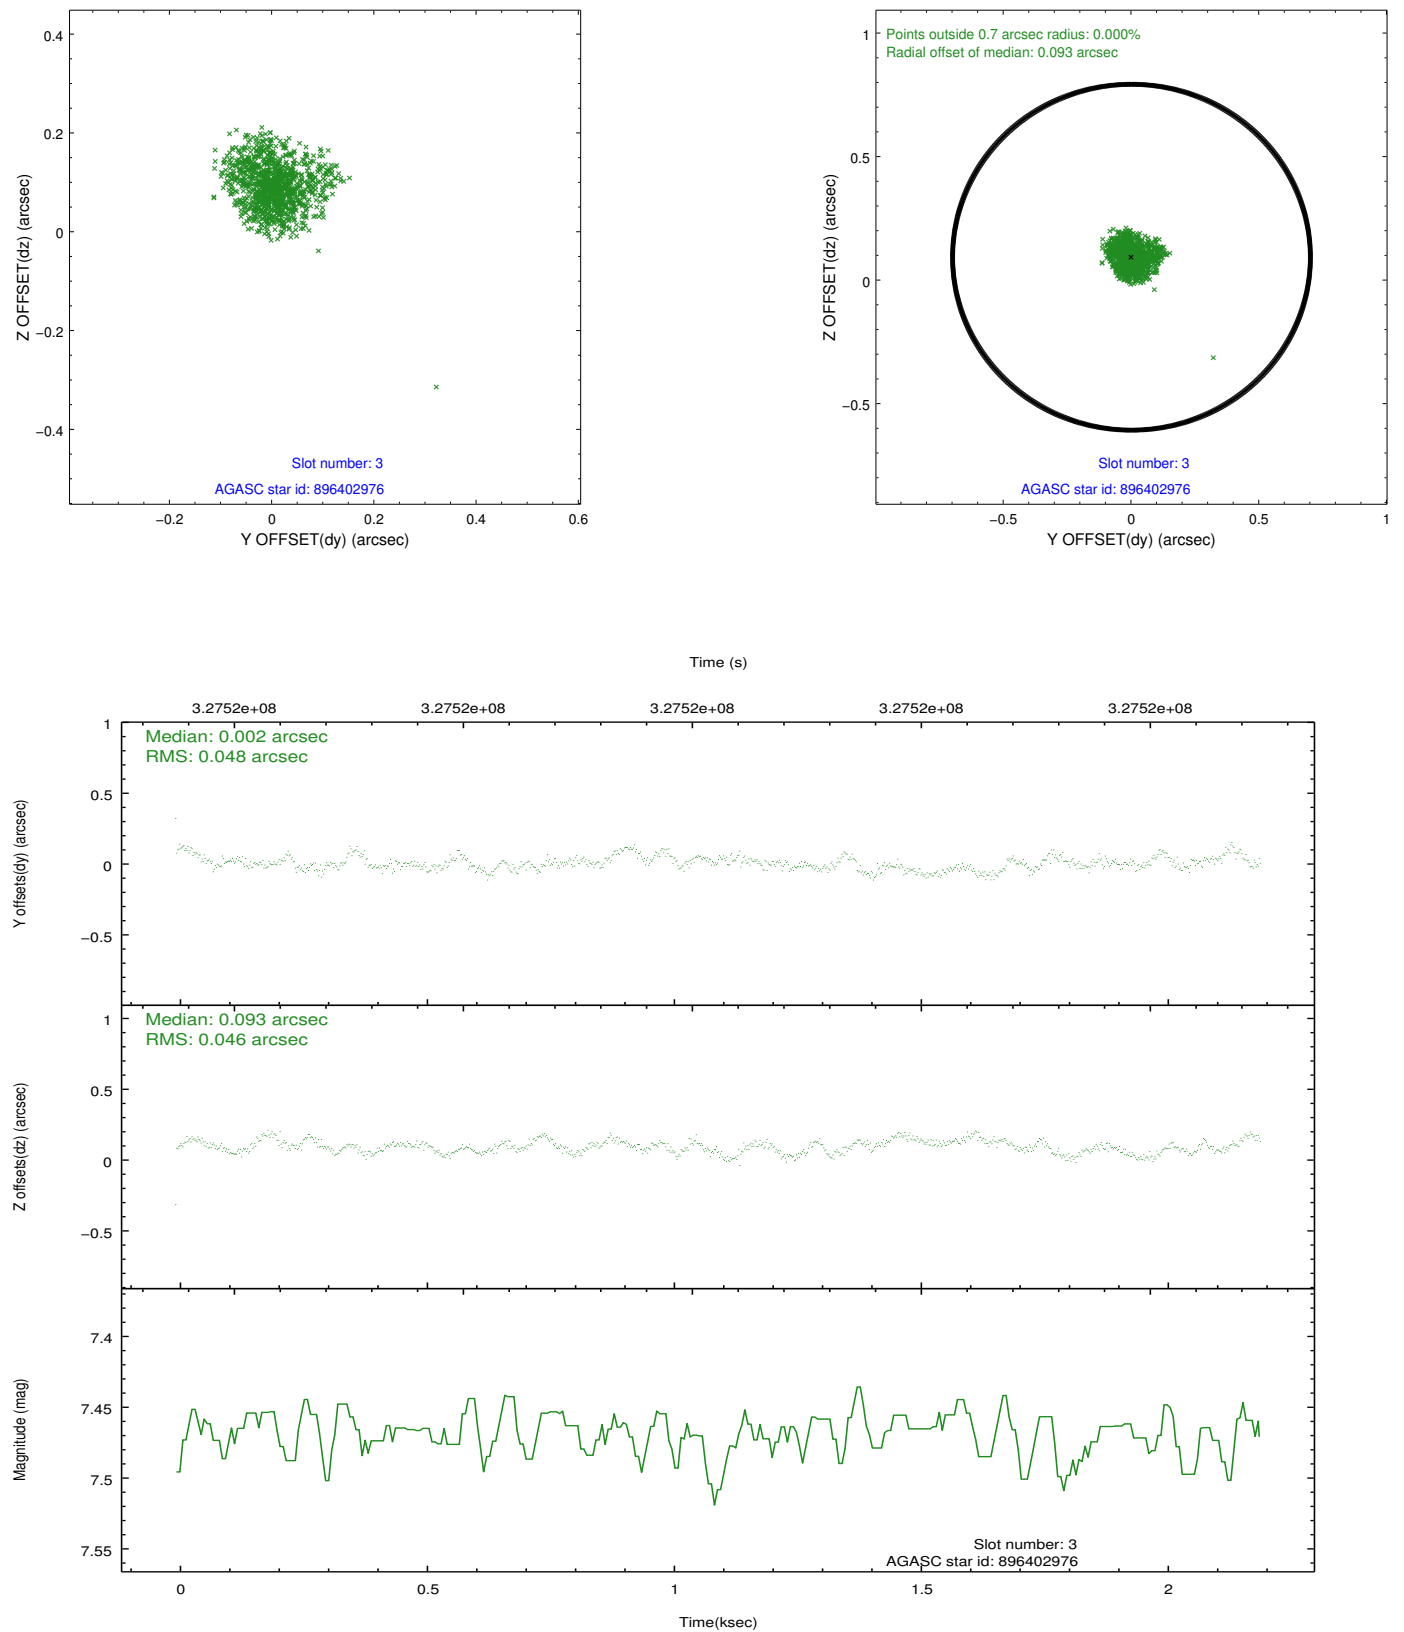 0.4
0.2
0
−0.2
−0.4
Z OFFSET(dz) (arcsec)
Slot number: 3
AGASC star id: 896402976
−0.2 0 0.2 0.4 0.6
Y OFFSET(dy) (arcsec)
Points outside 0.7 arcsec radius: 0.000%
Radial offset of median: 0.093 arcsec
1
0.5
0
−0.5
Z OFFSET(dz) (arcsec)
Slot number: 3
AGASC star id: 896402976
−0.5 0 0.5 1
Y OFFSET(dy) (arcsec)
Time (s)
3.2752e+08 3.2752e+08 3.2752e+08 3.2752e+08 3.2752e+08
Median: 0.002 arcsec
RMS: 0.048 arcsec
1
0.5
0
−0.5
Y offsets(dy) (arcsec)
Median: 0.093 arcsec
RMS: 0.046 arcsec
1
0.5
0
−0.5
Z offsets(dz) (arcsec)
7.4
7.45
7.5
7.55
Magnitude (mag)
Slot number: 3
AGASC star id: 896402976
0 0.5 1 1.5 2
Time(ksec)